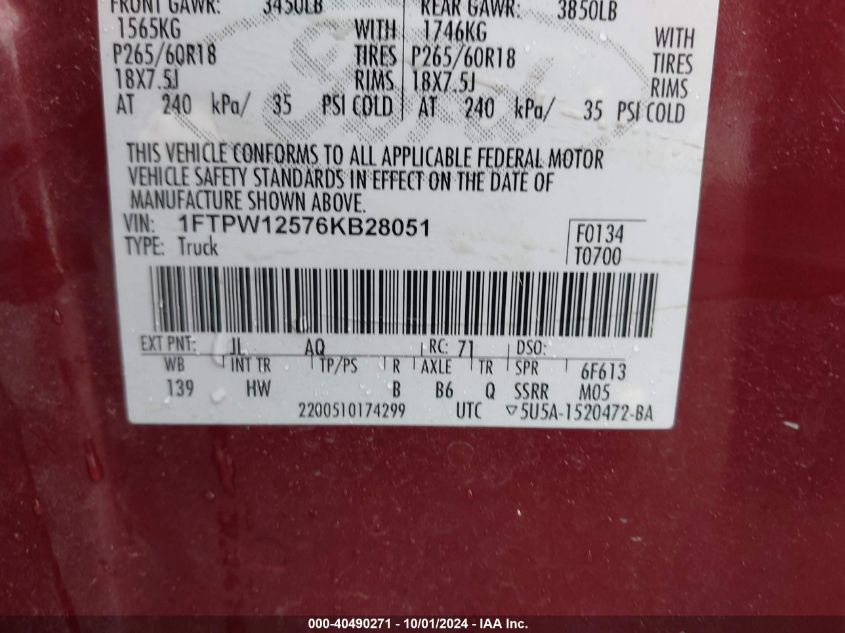 FRONT GAWR: 3450LB REAR GAWR: 3850LB
1565KG WITH 1746KG WITH
P265/60R18 TIRES P265/60R18 TIRES
18X7.5J RIMS 18X7.5J RIMS
AT 240 kPa/ 35 PSI COLD AT 240 kPa/ 35 PSI COLD
THIS VEHICLE CONFORMS TO ALL APPLICABLE FEDERAL MOTOR
VEHICLE SAFETY STANDARDS IN EFFECT ON THE DATE OF
MANUFACTURE SHOWN ABOVE.
VIN: 1FTPW12576KB28051 F0134
TYPE: Truck T0700
EXT PNT: JL AQ RC: 71 DSO:
WB INT TR TP/PS R AXLE TR SPR 6F613
139 HW B B6 Q SSRR M05
2200510174299 UTC ▽5U5A-1520472-BA
000-40490271 - 10/01/2024 - IAA Inc.